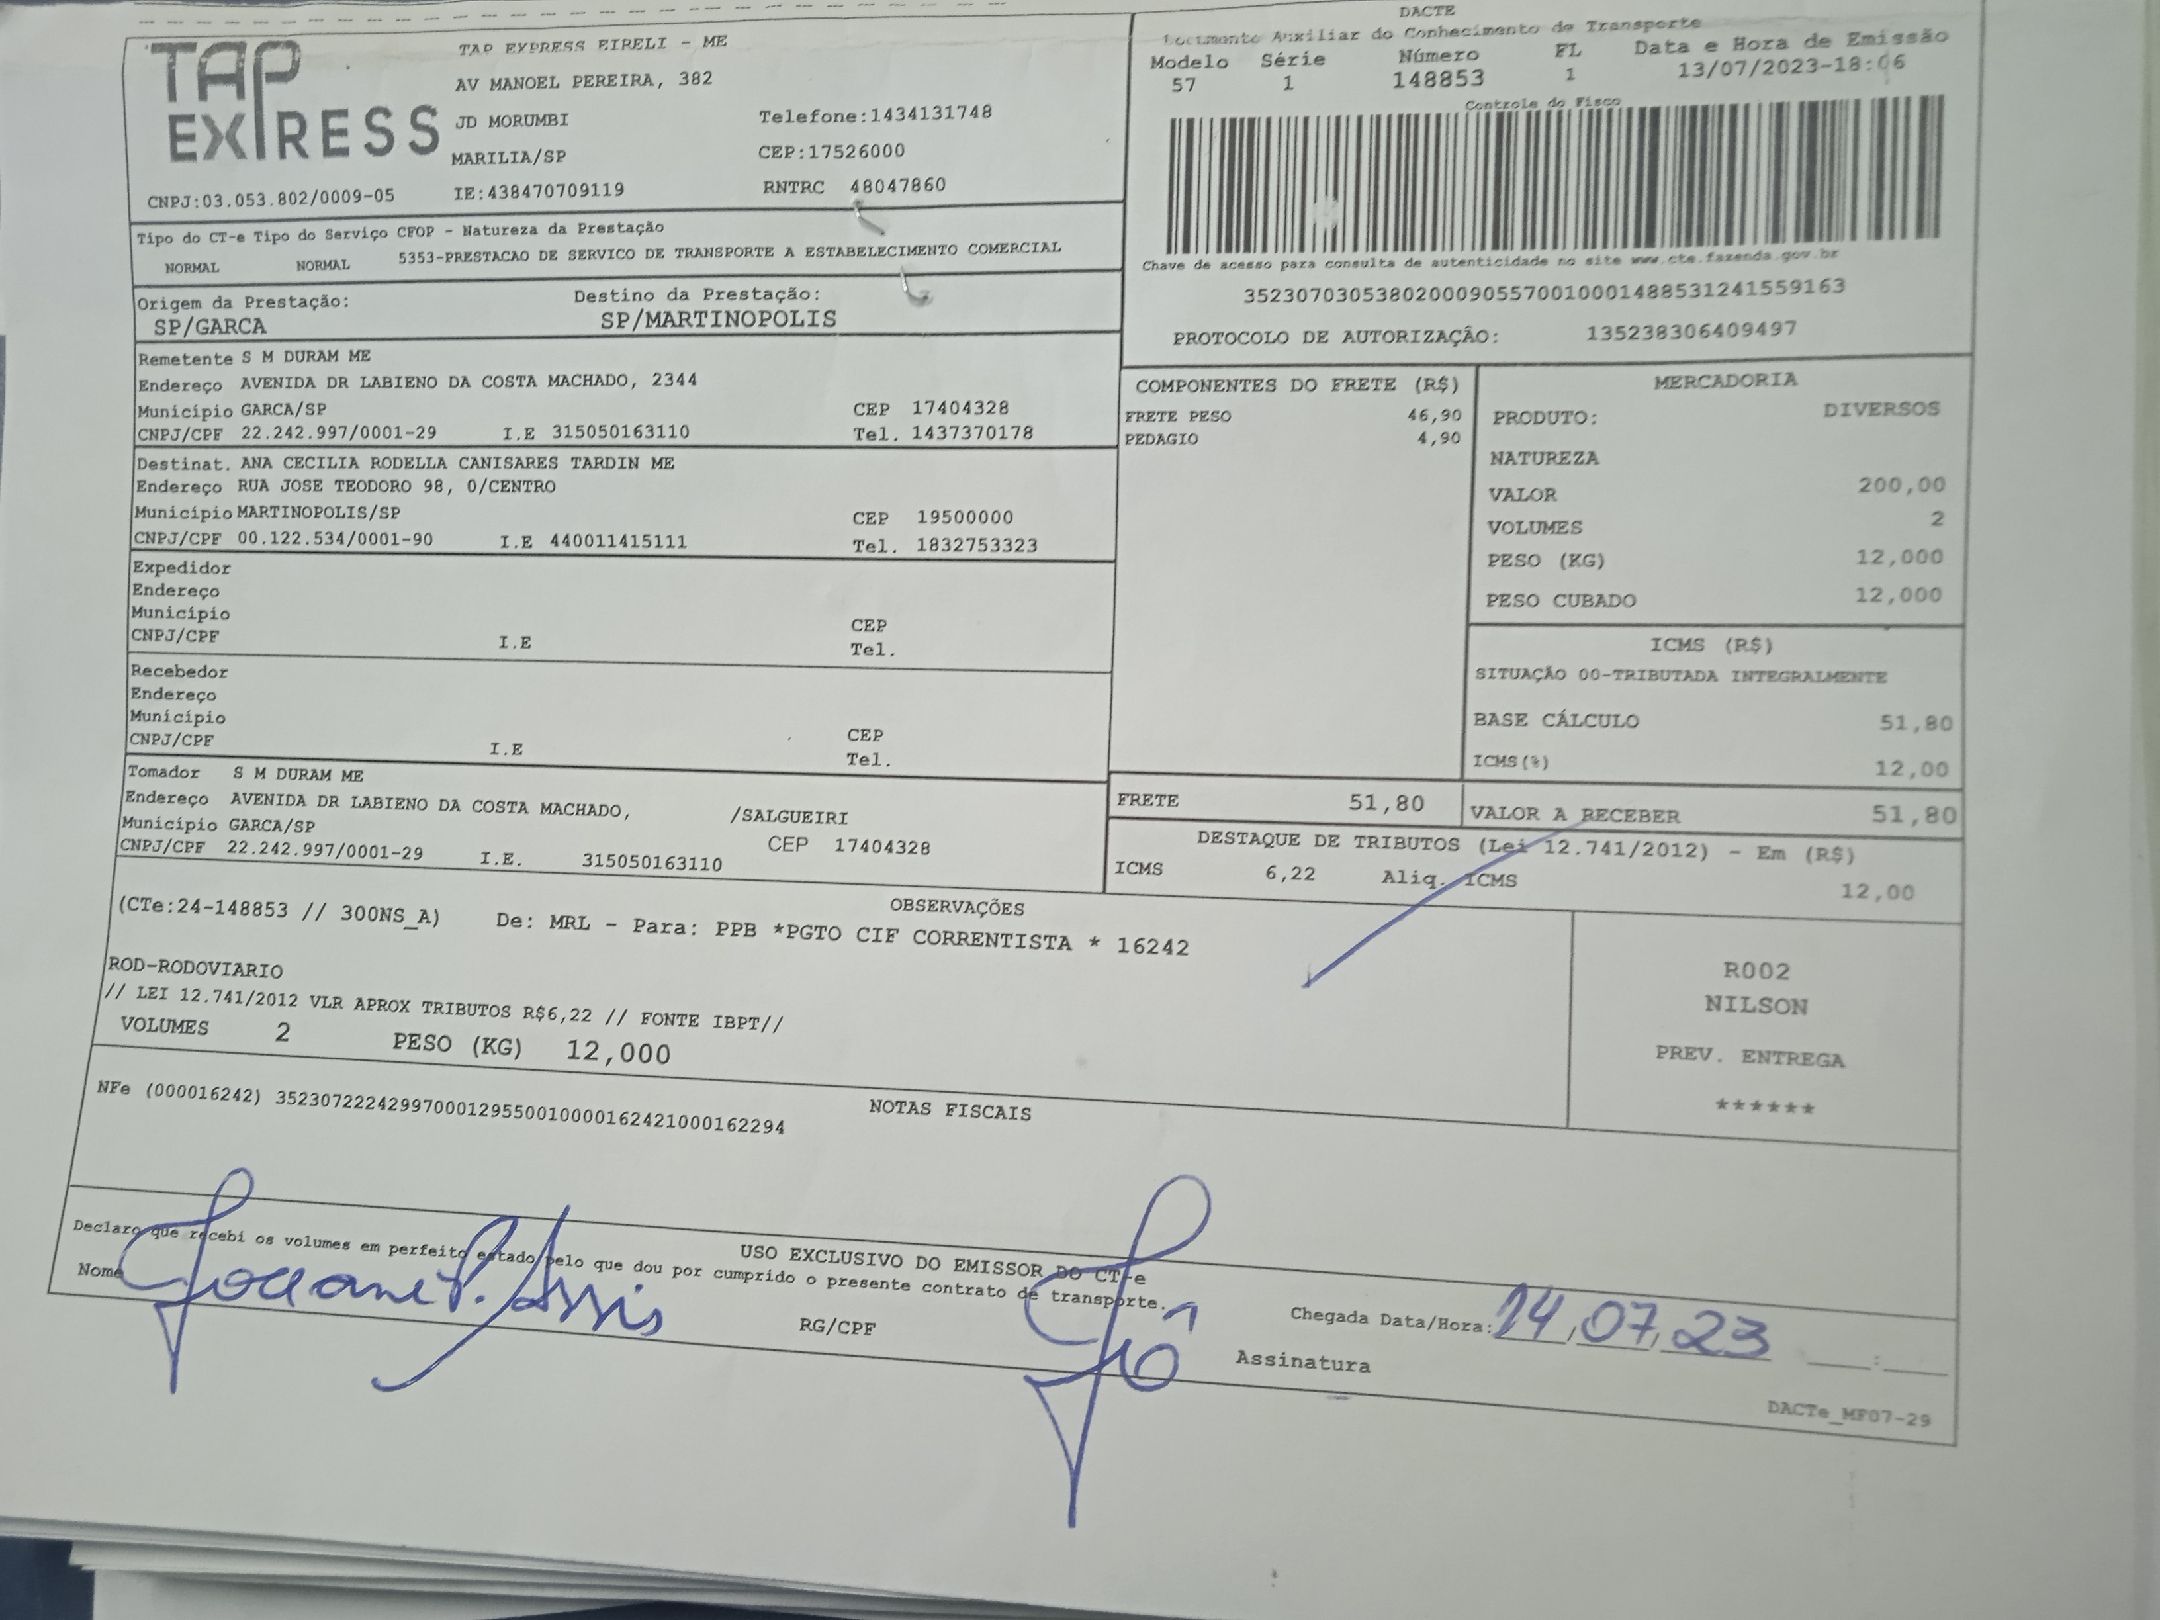 TAP EXPRESS
TAP EXPRESS EIRELI - ME
AV MANOEL PEREIRA, 382
JD MORUMBI Telefone:1434131748
MARILIA/SP CEP:17526000
CNPJ:03.053.802/0009-05 IE:438470709119 RNTRC 48047860
DACTE
Documento Auxiliar do Conhecimento de Transporte
Modelo Série Número FL Data e Hora de Emissão
57 1 148853 1 13/07/2023-18:06
Controle do Fisco
Chave de acesso para consulta de autenticidade no site www.cte.fazenda.gov.br
35230703053802000905570010001488531241559163
PROTOCOLO DE AUTORIZAÇÃO: 135238306409497
Tipo do CT-e Tipo do Serviço CFOP - Natureza da Prestação
NORMAL NORMAL 5353-PRESTACAO DE SERVICO DE TRANSPORTE A ESTABELECIMENTO COMERCIAL
Origem da Prestação: Destino da Prestação:
SP/GARCA SP/MARTINOPOLIS
Remetente S M DURAM ME
Endereço AVENIDA DR LABIENO DA COSTA MACHADO, 2344
Município GARCA/SP CEP 17404328
CNPJ/CPF 22.242.997/0001-29 I.E 315050163110 Tel. 1437370178
Destinat. ANA CECILIA RODELLA CANISARES TARDIN ME
Endereço RUA JOSE TEODORO 98, 0/CENTRO
Município MARTINOPOLIS/SP CEP 19500000
CNPJ/CPF 00.122.534/0001-90 I.E 440011415111 Tel. 1832753323
Expedidor
Endereço
Município CEP
CNPJ/CPF I.E Tel.
Recebedor
Endereço
Município CEP
CNPJ/CPF I.E Tel.
Tomador S M DURAM ME
Endereço AVENIDA DR LABIENO DA COSTA MACHADO, /SALGUEIRI
Município GARCA/SP CEP 17404328
CNPJ/CPF 22.242.997/0001-29 I.E. 315050163110
COMPONENTES DO FRETE (R$)
FRETE PESO 46,90
PEDAGIO 4,90
MERCADORIA
PRODUTO: DIVERSOS
NATUREZA
VALOR 200,00
VOLUMES 2
PESO (KG) 12,000
PESO CUBADO 12,000
ICMS (R$)
SITUAÇÃO 00-TRIBUTADA INTEGRALMENTE
BASE CÁLCULO 51,80
ICMS(%) 12,00
FRETE 51,80 VALOR A RECEBER 51,80
DESTAQUE DE TRIBUTOS (Lei 12.741/2012) - Em (R$)
ICMS 6,22 Aliq. ICMS 12,00
OBSERVAÇÕES
(CTe:24-148853 // 300NS_A) De: MRL - Para: PPB *PGTO CIF CORRENTISTA * 16242
ROD-RODOVIARIO
// LEI 12.741/2012 VLR APROX TRIBUTOS R$6,22 // FONTE IBPT//
VOLUMES 2 PESO (KG) 12,000
R002
NILSON
PREV. ENTREGA
******
NOTAS FISCAIS
NFe (000016242) 35230722242997000129550010000162421000162294
USO EXCLUSIVO DO EMISSOR DO CT-e
Declaro que recebi os volumes em perfeito estado pelo que dou por cumprido o presente contrato de transporte.
Nome RG/CPF Chegada Data/Hora: 14,07,23 :
Assinatura
DACTe_MF07-29